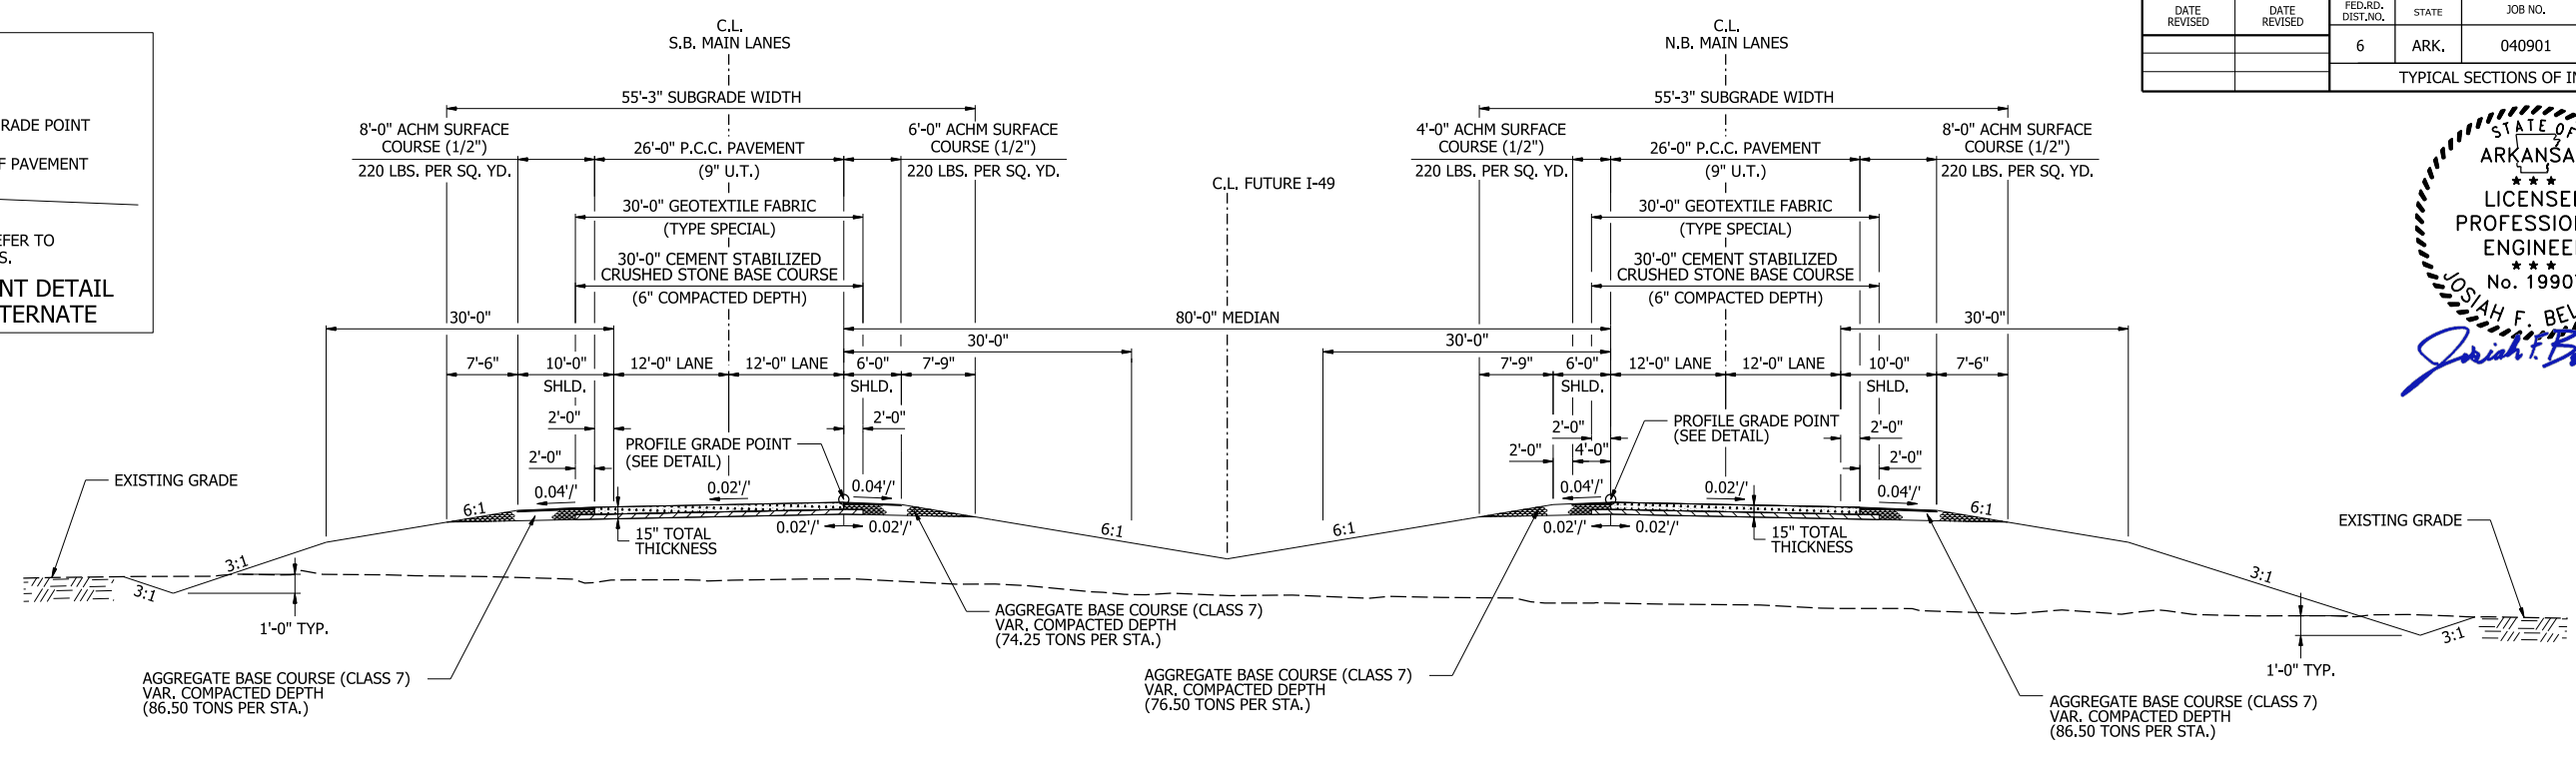 RADE POINT
F PAVEMENT
EFER TO
S.
NT DETAIL
TERNATE
C.L.
S.B. MAIN LANES
55'-3" SUBGRADE WIDTH
8'-0" ACHM SURFACE
COURSE (1/2")
220 LBS. PER SQ. YD.
26'-0" P.C.C. PAVEMENT
(9" U.T.)
6'-0" ACHM SURFACE
COURSE (1/2")
220 LBS. PER SQ. YD.
30'-0" GEOTEXTILE FABRIC
(TYPE SPECIAL)
30'-0" CEMENT STABILIZED
CRUSHED STONE BASE COURSE
(6" COMPACTED DEPTH)
30'-0"
7'-6"
10'-0"
SHLD.
12'-0" LANE
12'-0" LANE
6'-0"
SHLD.
7'-9"
2'-0"
2'-0"
2'-0"
PROFILE GRADE POINT
(SEE DETAIL)
EXISTING GRADE
0.04'/'
0.02'/'
0.04'/'
6:1
15" TOTAL
THICKNESS
0.02'/'
0.02'/'
6:1
3:1
3:1
1'-0" TYP.
AGGREGATE BASE COURSE (CLASS 7)
VAR. COMPACTED DEPTH
(86.50 TONS PER STA.)
AGGREGATE BASE COURSE (CLASS 7)
VAR. COMPACTED DEPTH
(74.25 TONS PER STA.)
C.L. FUTURE I-49
80'-0" MEDIAN
30'-0"
30'-0"
C.L.
N.B. MAIN LANES
55'-3" SUBGRADE WIDTH
4'-0" ACHM SURFACE
COURSE (1/2")
220 LBS. PER SQ. YD.
26'-0" P.C.C. PAVEMENT
(9" U.T.)
8'-0" ACHM SURFACE
COURSE (1/2")
220 LBS. PER SQ. YD.
30'-0" GEOTEXTILE FABRIC
(TYPE SPECIAL)
30'-0" CEMENT STABILIZED
CRUSHED STONE BASE COURSE
(6" COMPACTED DEPTH)
30'-0"
7'-9"
6'-0"
SHLD.
12'-0" LANE
12'-0" LANE
10'-0"
SHLD.
7'-6"
2'-0"
2'-0"
2'-0"
4'-0"
2'-0"
PROFILE GRADE POINT
(SEE DETAIL)
0.04'/'
0.02'/'
0.04'/'
6:1
6:1
0.02'/'
0.02'/'
15" TOTAL
THICKNESS
EXISTING GRADE
3:1
3:1
1'-0" TYP.
AGGREGATE BASE COURSE (CLASS 7)
VAR. COMPACTED DEPTH
(76.50 TONS PER STA.)
AGGREGATE BASE COURSE (CLASS 7)
VAR. COMPACTED DEPTH
(86.50 TONS PER STA.)
DATE
REVISED
DATE
REVISED
FED.RD.
DIST.NO.
STATE
JOB NO.
6
ARK.
040901
TYPICAL SECTIONS OF I
STATE OF
ARKANSA
★ ★ ★
LICENSE
PROFESSION
ENGINEE
★ ★ ★
No. 1990
JOSIAH F. BE
Josiah F. B